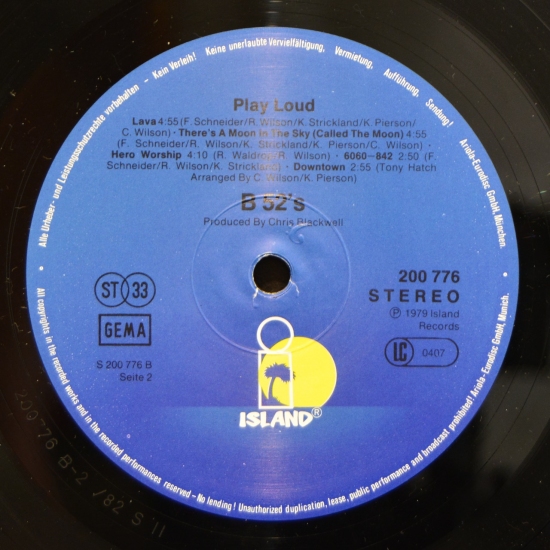 Alle Urheber- und Leistungsschutzrechte vorbehalten – Kein Verleih! Keine unerlaubte Vervielfältigung, Vermietung, Aufführung, Sendung! Ariola-Eurodisc GmbH, München.
Play Loud
Lava 4:55 (F. Schneider/R. Wilson/K. Strickland/K. Pierson/
C. Wilson) · There's A Moon In The Sky (Called The Moon) 4:55
(F. Schneider/R. Wilson/K. Strickland/K. Pierson/C. Wilson)
· Hero Worship 4:10 (R. Waldrop/R. Wilson) · 6060–842 2:50 (F.
Schneider/R. Wilson/K. Strickland) · Downtown 2:55 (Tony Hatch
Arranged By C. Wilson/K. Pierson)
B 52's
Produced By Chris Blackwell
200 776
STEREO
℗ 1979 Island
Records
ST 33
GEMA
LC 0407
S 200 776 B
Seite 2
ISLAND®
All copyrights in the recorded works and in the recorded performances reserved – No lending! Unauthorized duplication, lease, public performance and broadcast prohibited! Ariola-Eurodisc GmbH, Munich.